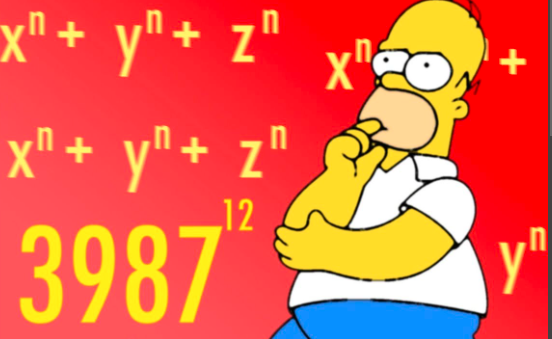 xⁿ + yⁿ + zⁿ
xⁿ +
xⁿ + yⁿ + zⁿ
3987¹²
yⁿ